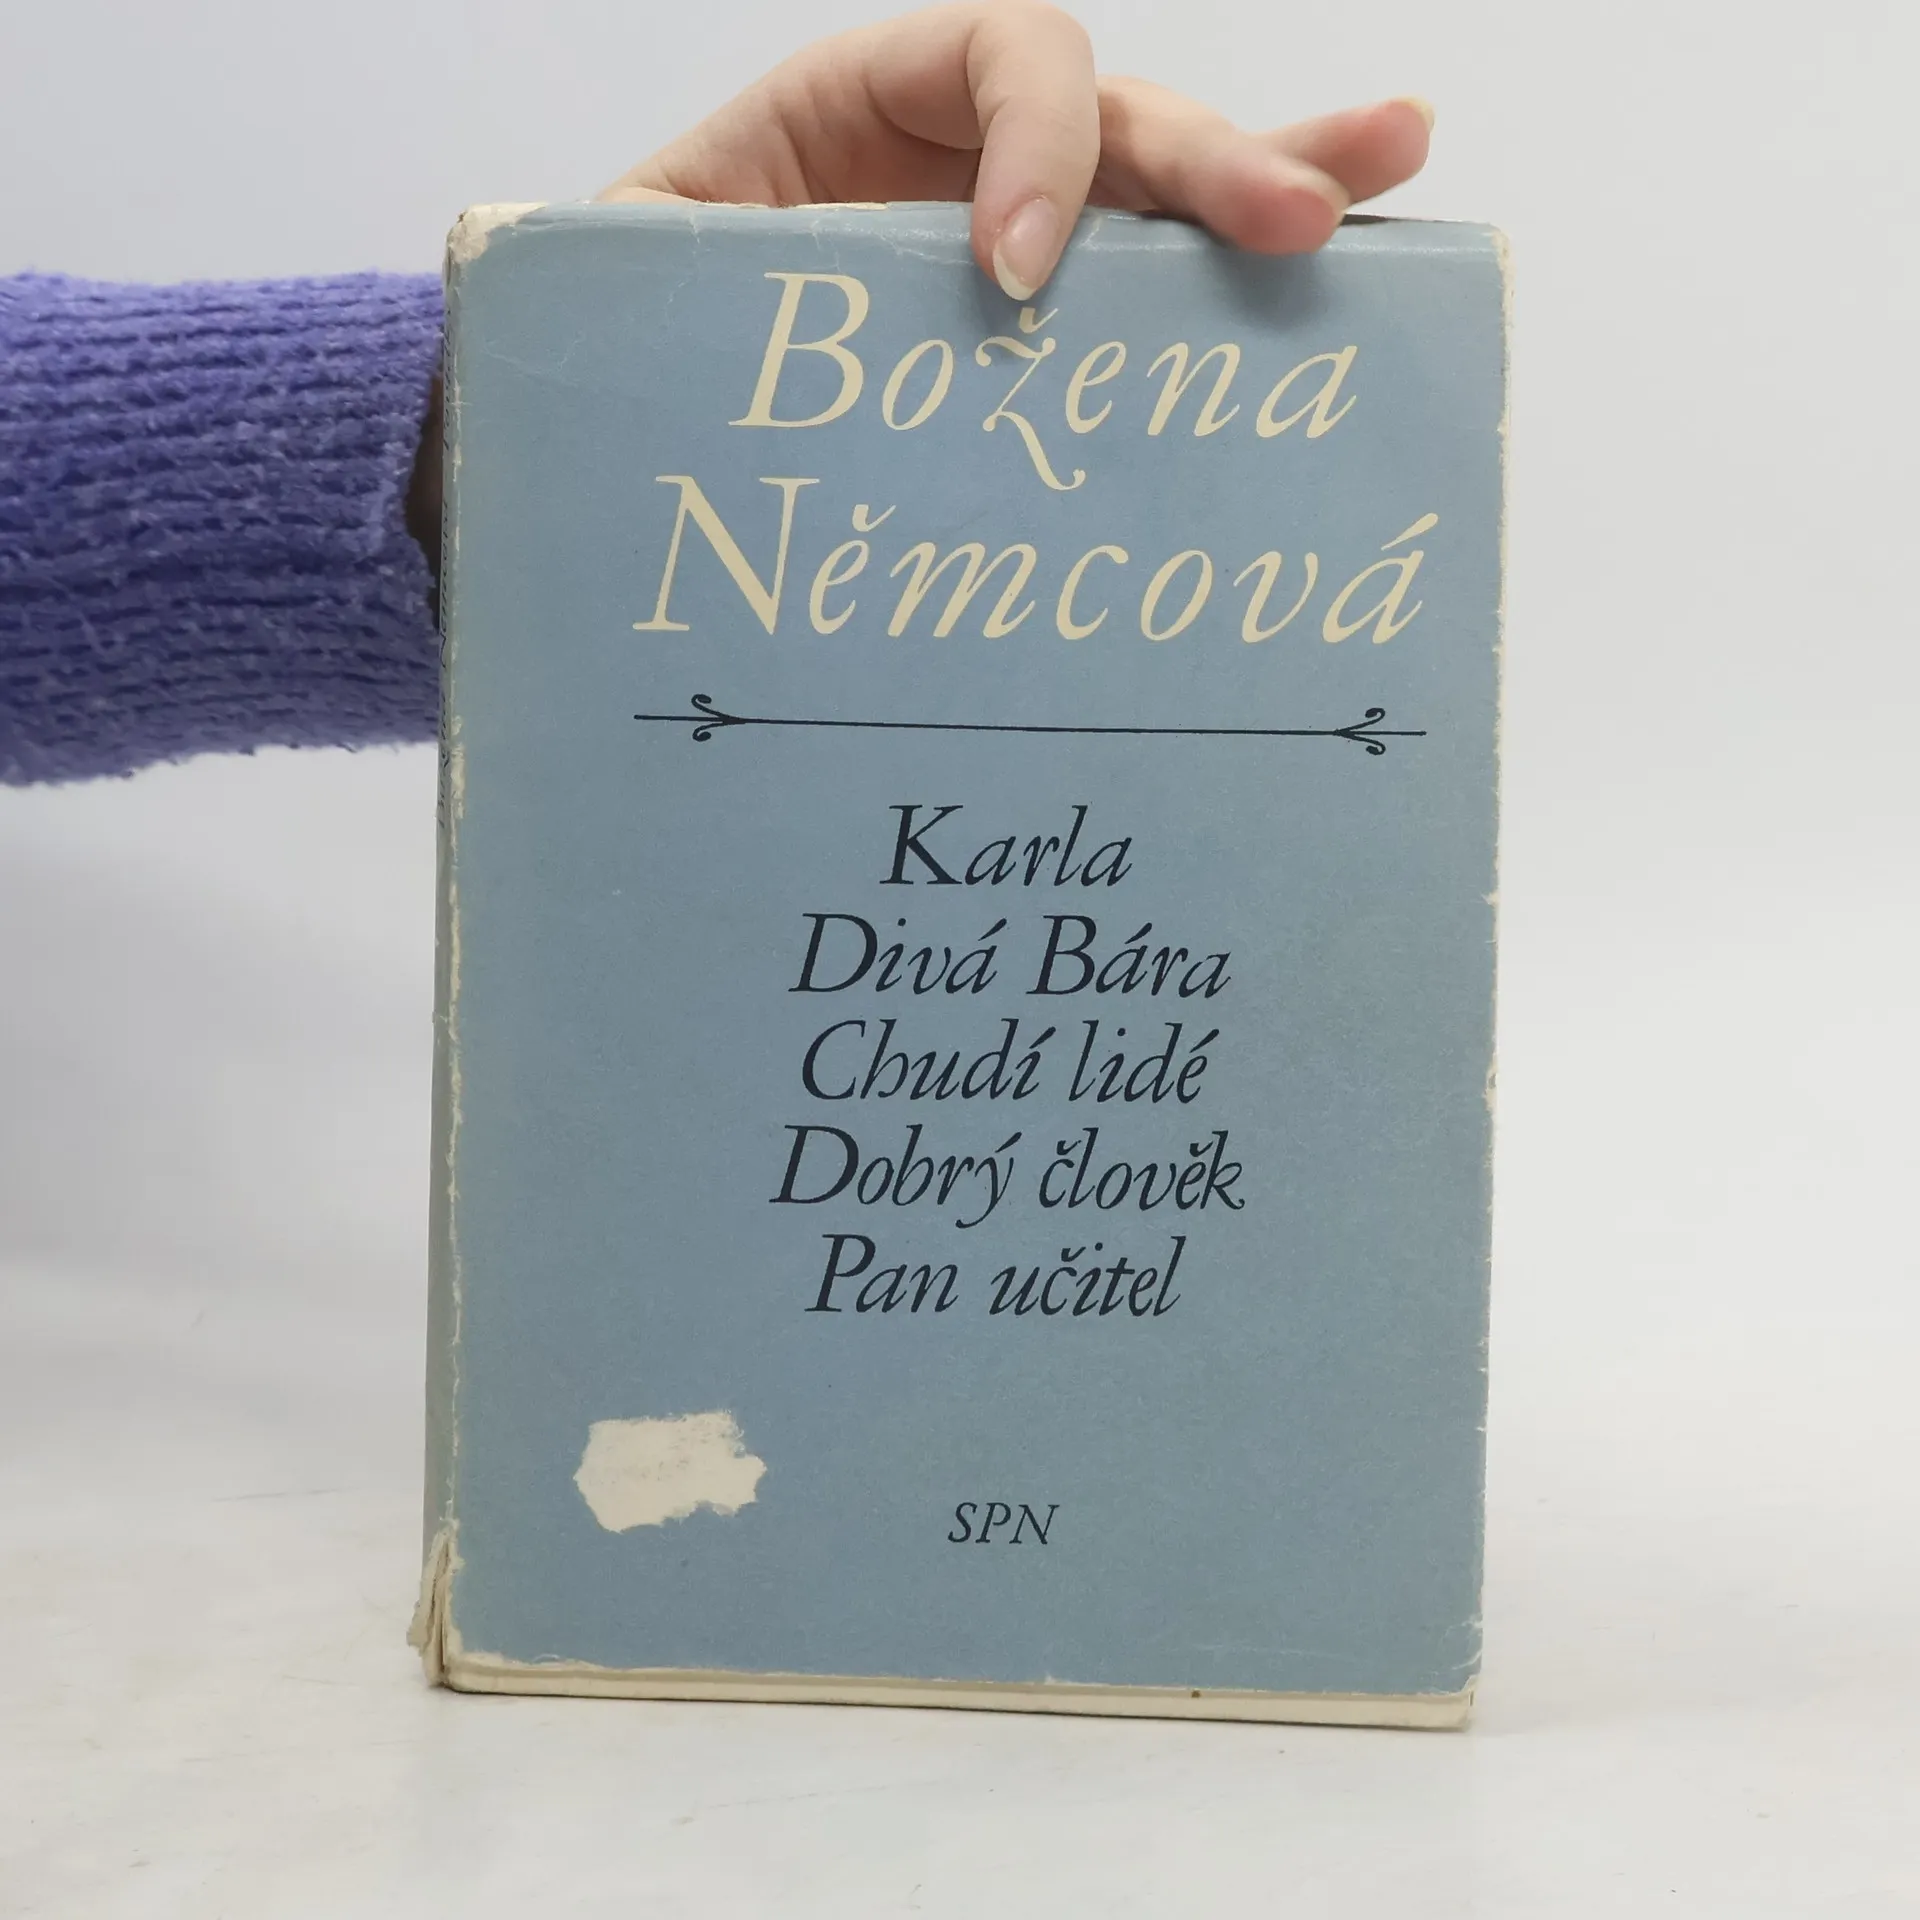 Božena
Němcová
Karla
Divá Bára
Chudí lidé
Dobrý člověk
Pan učitel
SPN